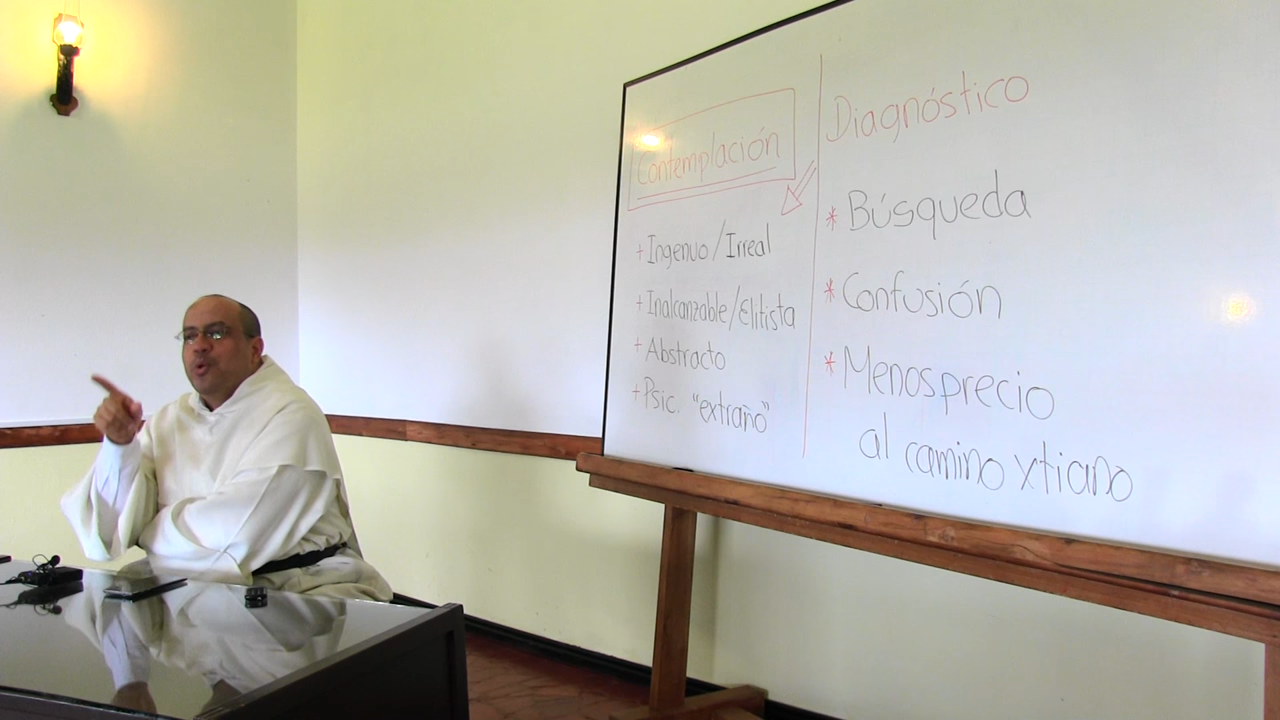 Contemplación
+ Ingenuo/Irreal
+ Inalcanzable/Elitista
+ Abstracto
+ Psic. "extraño"
Diagnóstico
* Búsqueda
* Confusión
* Menosprecio
al camino xtiano